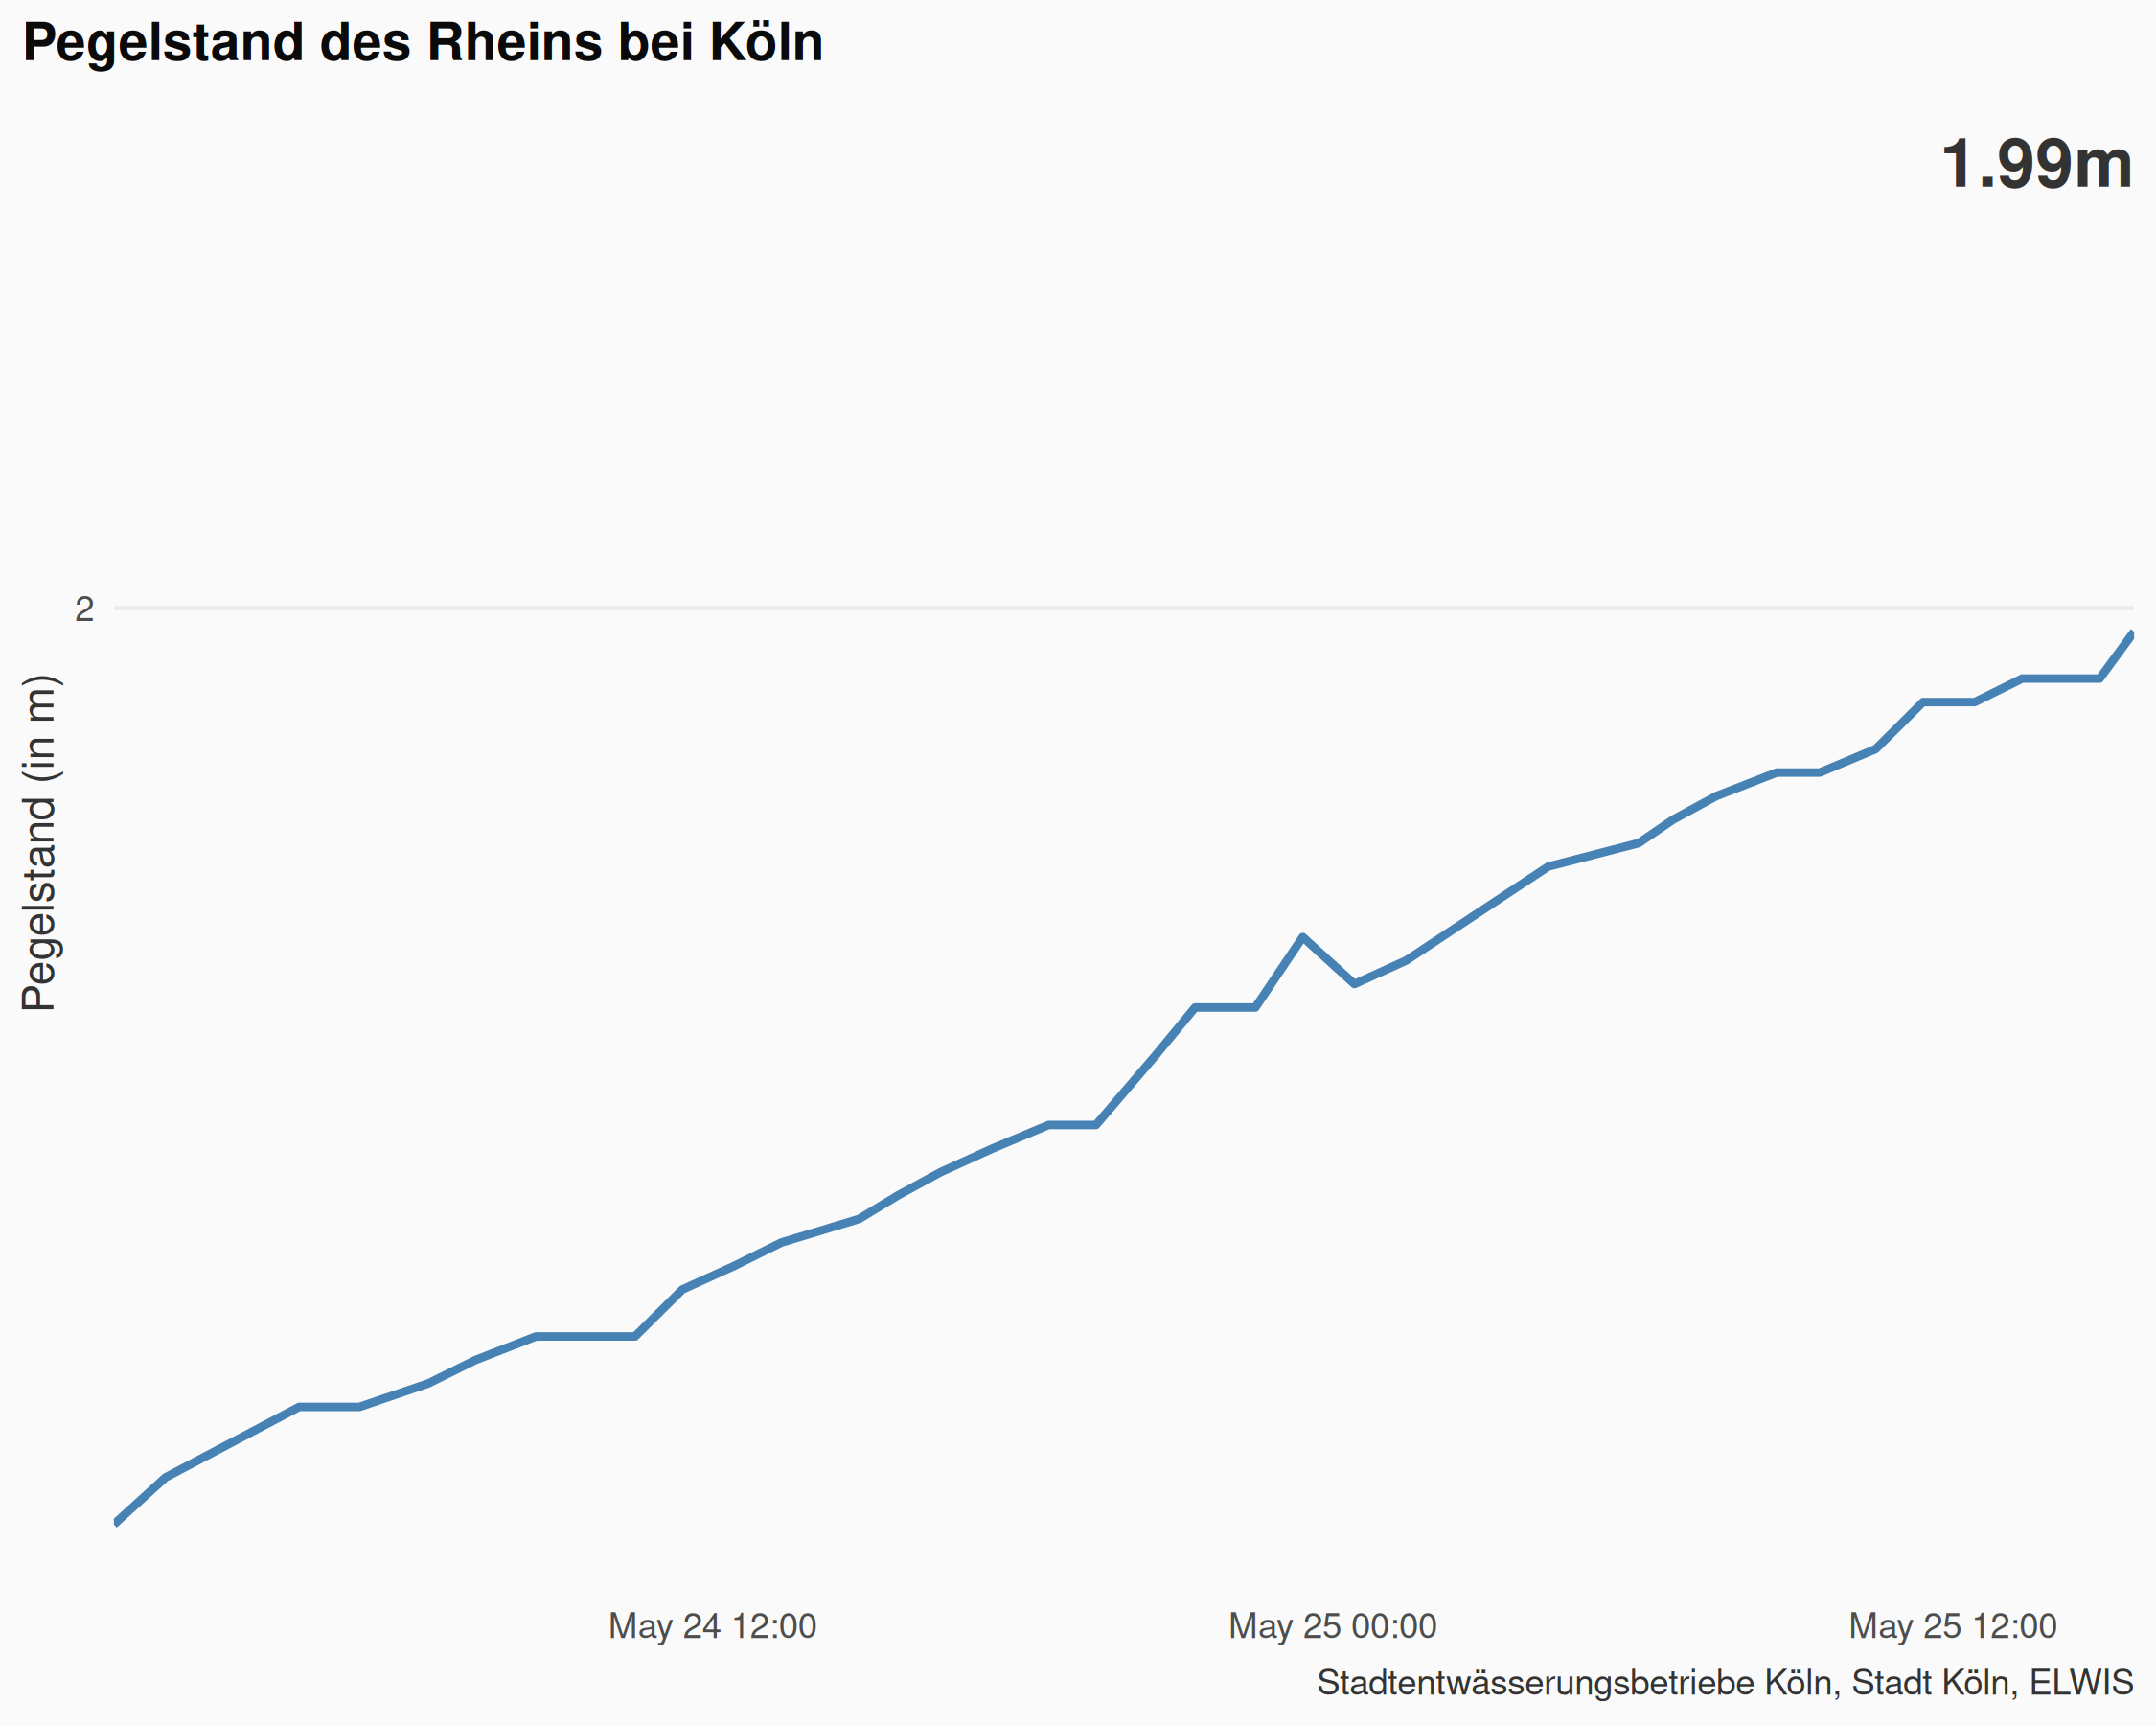 Pegelstand des Rheins bei Köln
1.99m
2
Pegelstand (in m)
May 24 12:00
May 25 00:00
May 25 12:00
Stadtentwässerungsbetriebe Köln, Stadt Köln, ELWIS